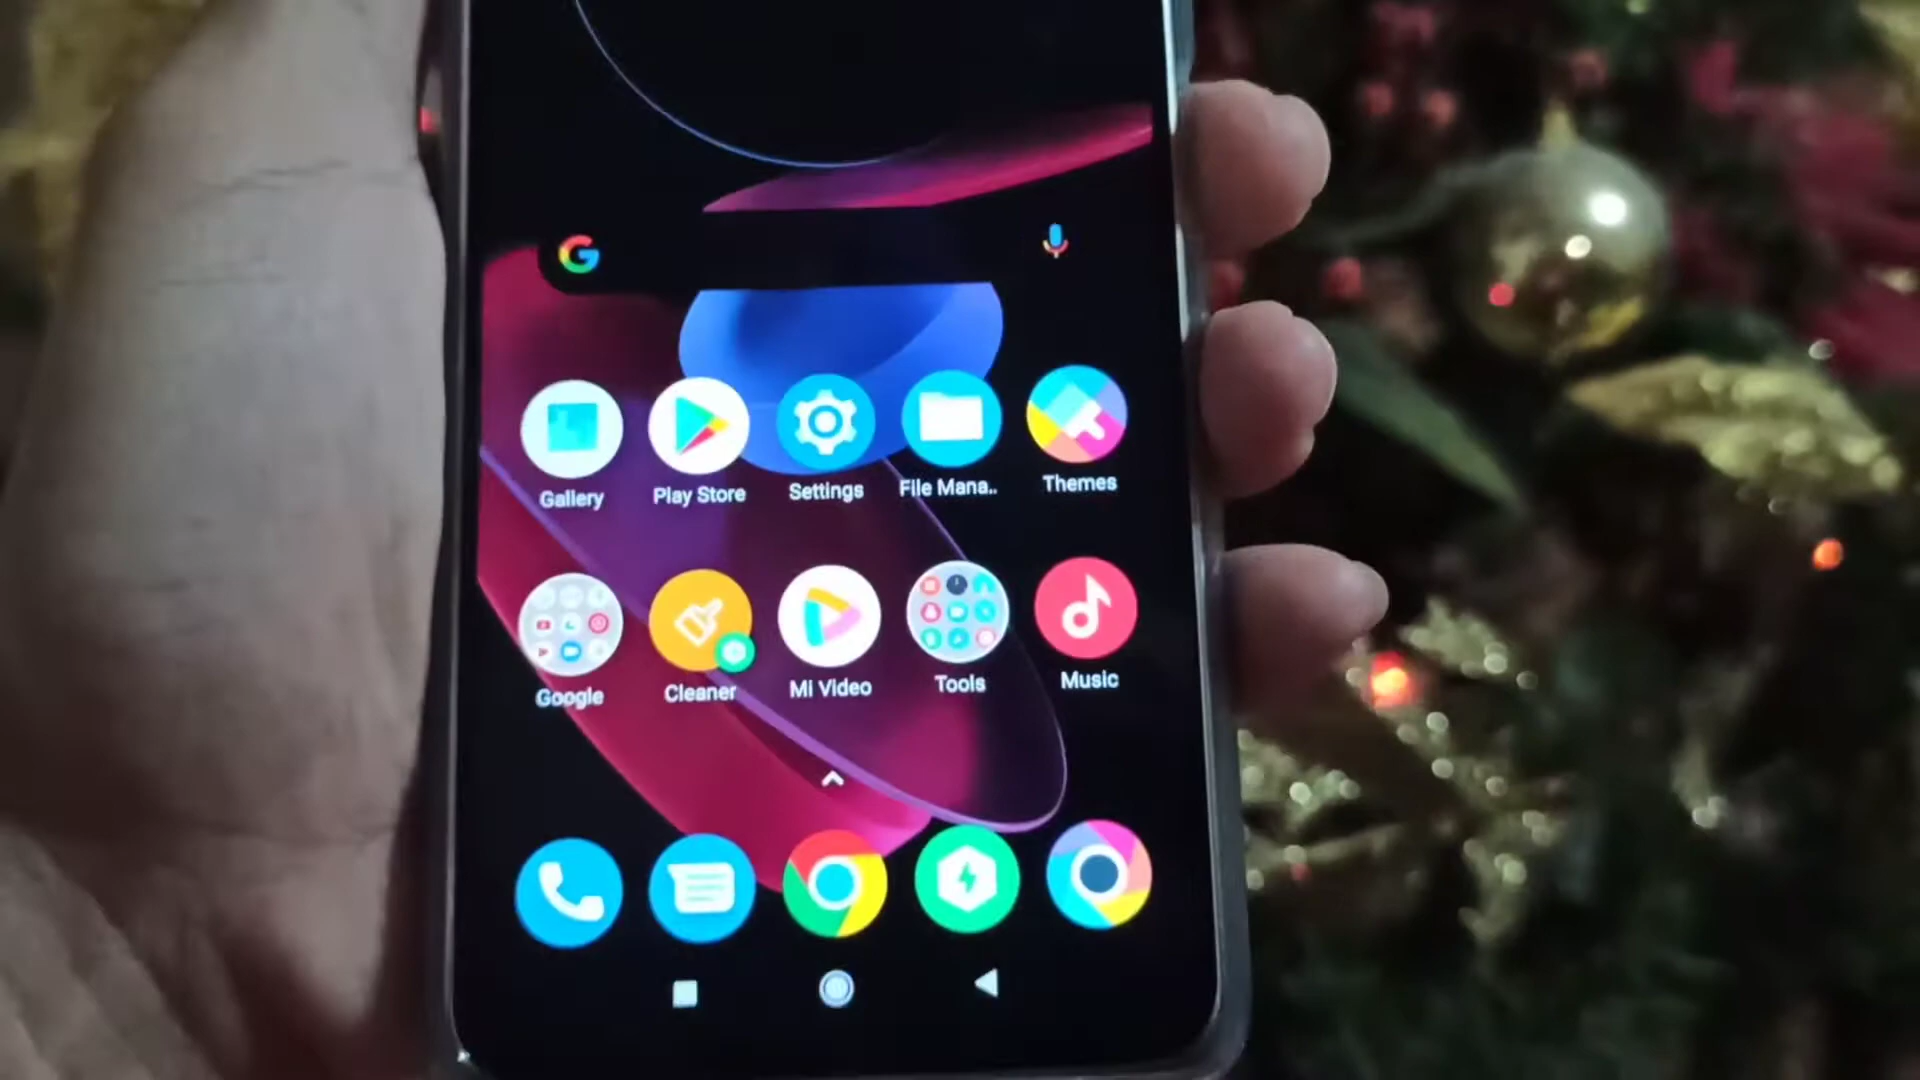 Gallery
Play Store
Settings
File Mana..
Themes
Google
Cleaner
Mi Video
Tools
Music